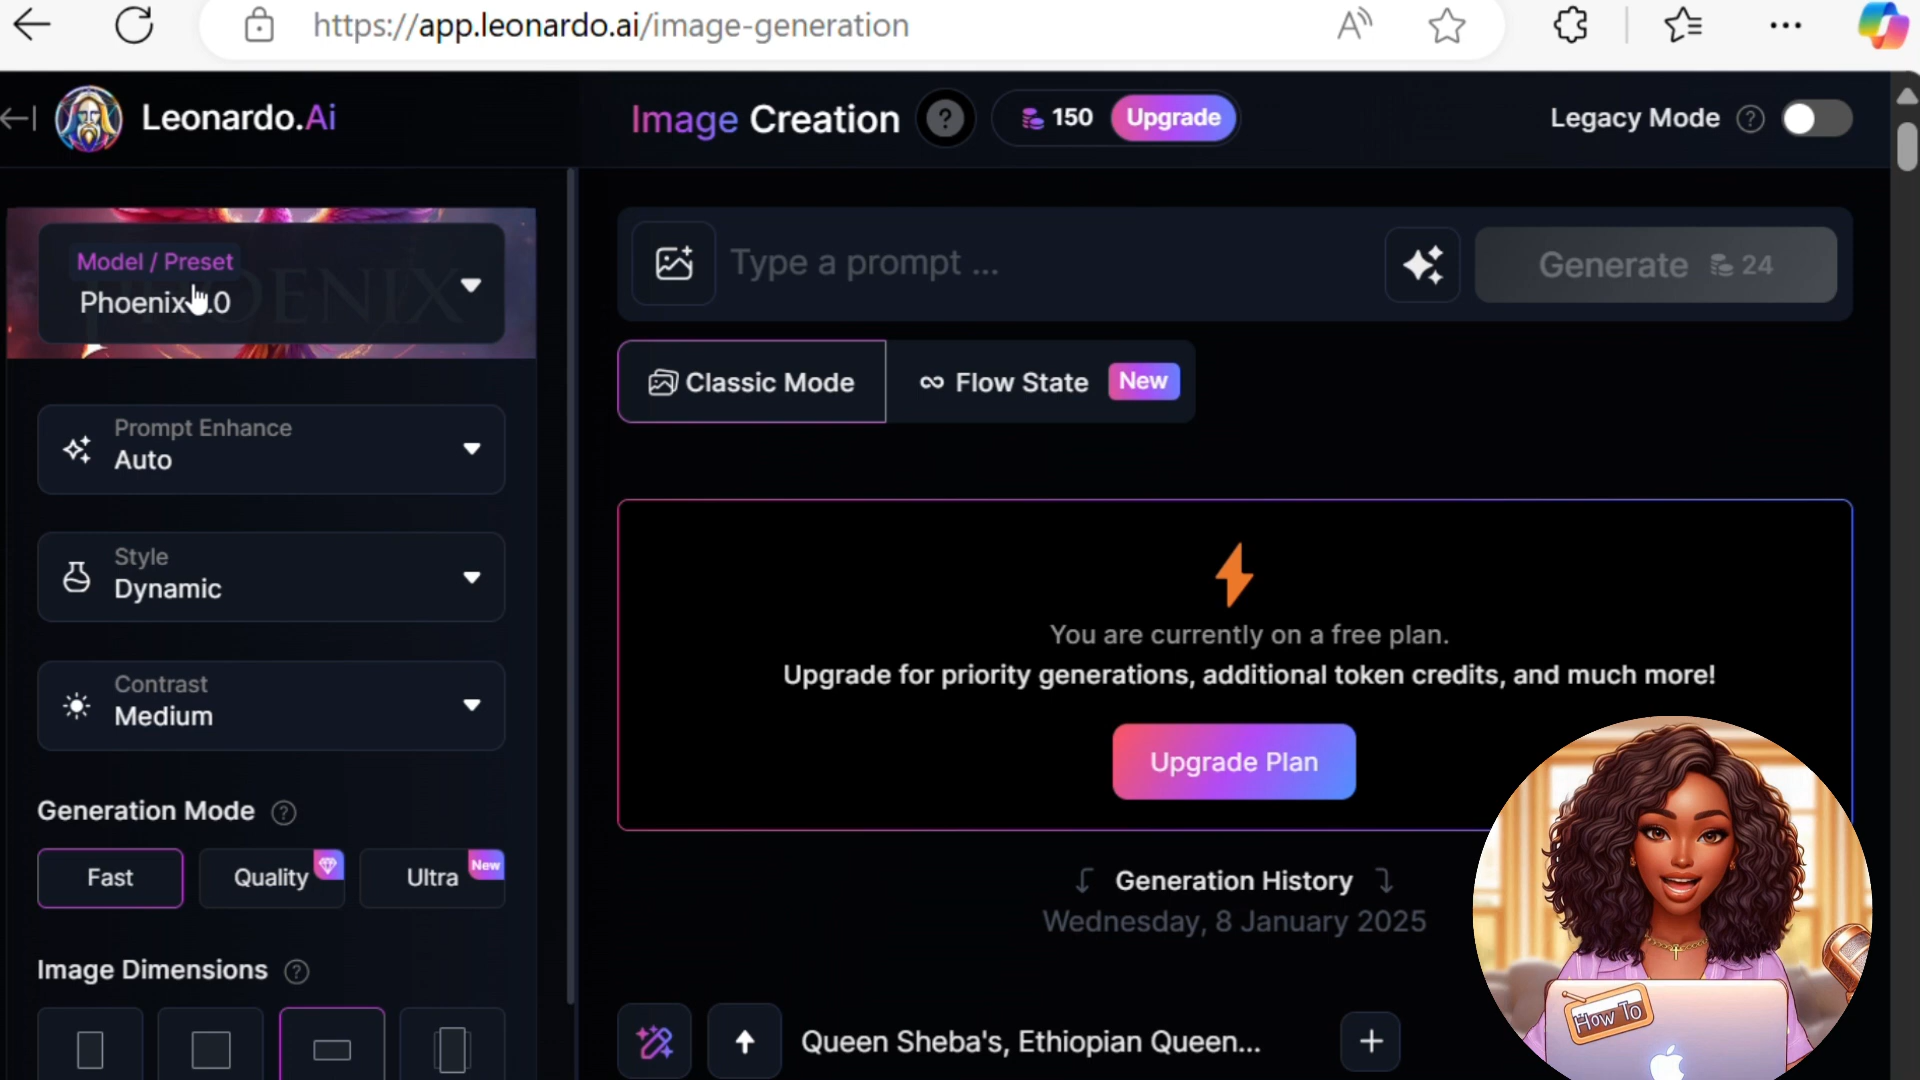 https://app.leonardo.ai/image-generation
Leonardo.Ai
Image Creation
?
150
Upgrade
Legacy Mode
?
Model / Preset
Phoenix
.0
PHOENIX
Type a prompt ...
Generate
24
Classic Mode
Flow State
New
Prompt Enhance
Auto
Style
Dynamic
Contrast
Medium
You are currently on a free plan.
Upgrade for priority generations, additional token credits, and much more!
Upgrade Plan
Generation Mode
?
Fast
Quality
Ultra
New
Generation History
Wednesday, 8 January 2025
Image Dimensions
?
Queen Sheba's, Ethiopian Queen...
How To